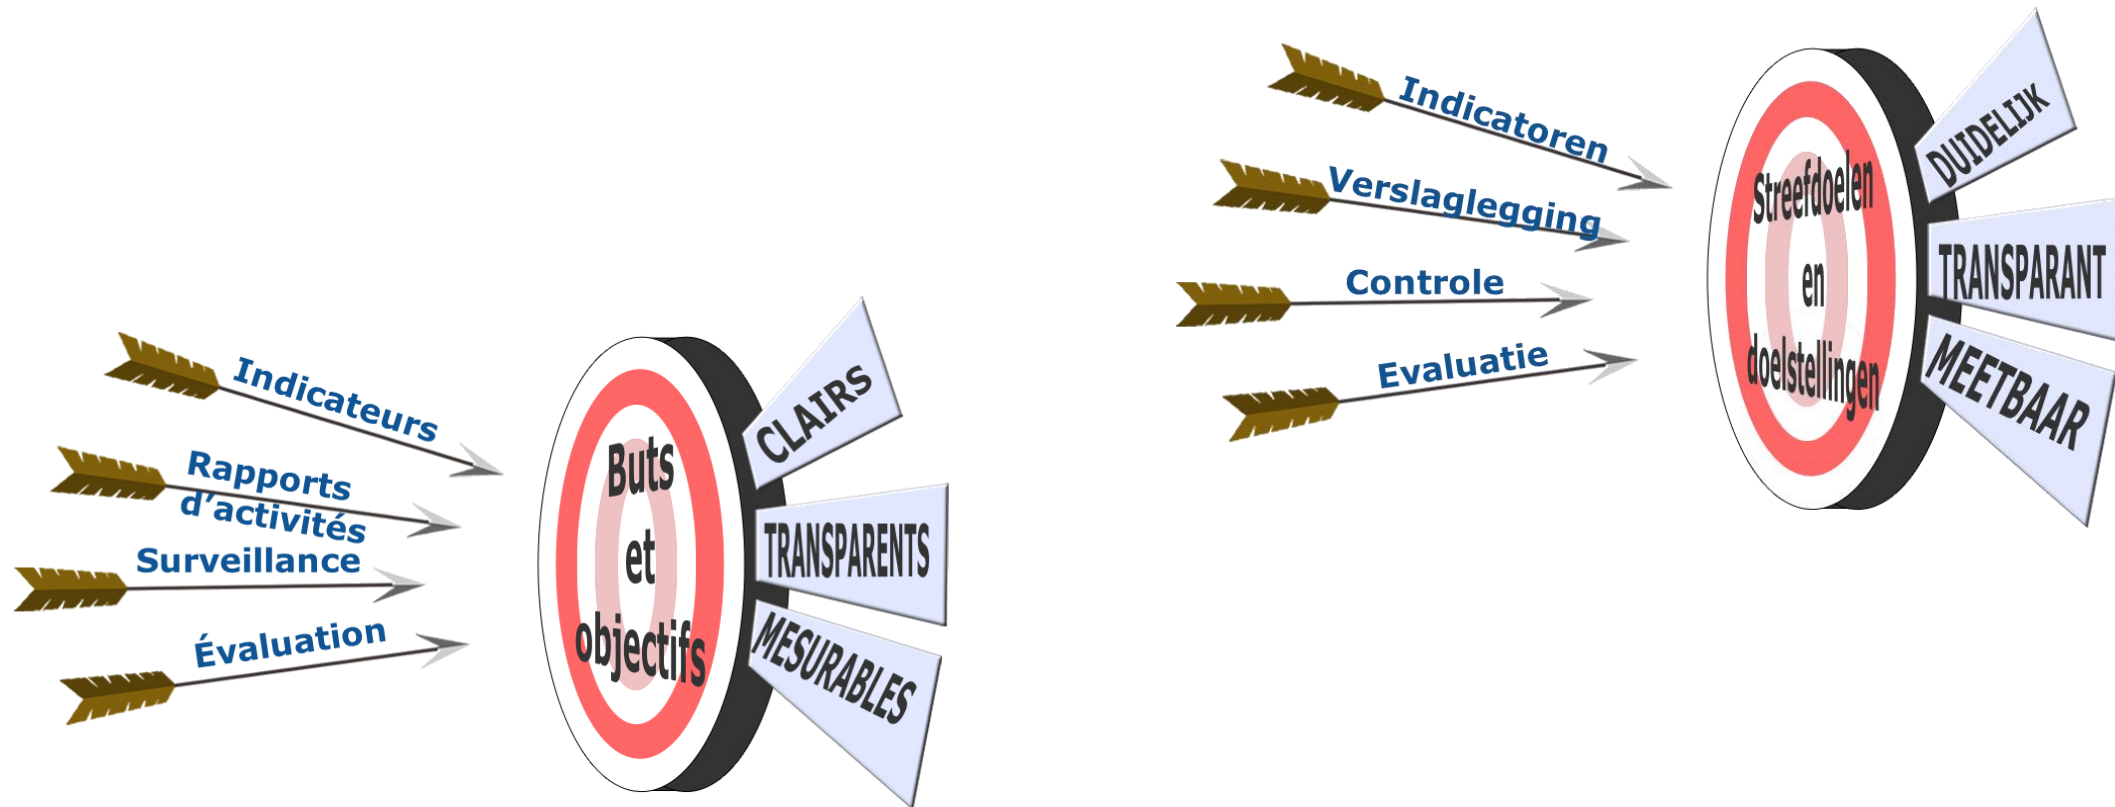 Indicateurs
Rapports
d’activités
Surveillance
Évaluation
Buts
et
objectifs
CLAIRS
TRANSPARENTS
MESURABLES
Indicatoren
Verslaglegging
Controle
Evaluatie
Streefdoelen
en
doelstellingen
DUIDELIJK
TRANSPARANT
MEETBAAR